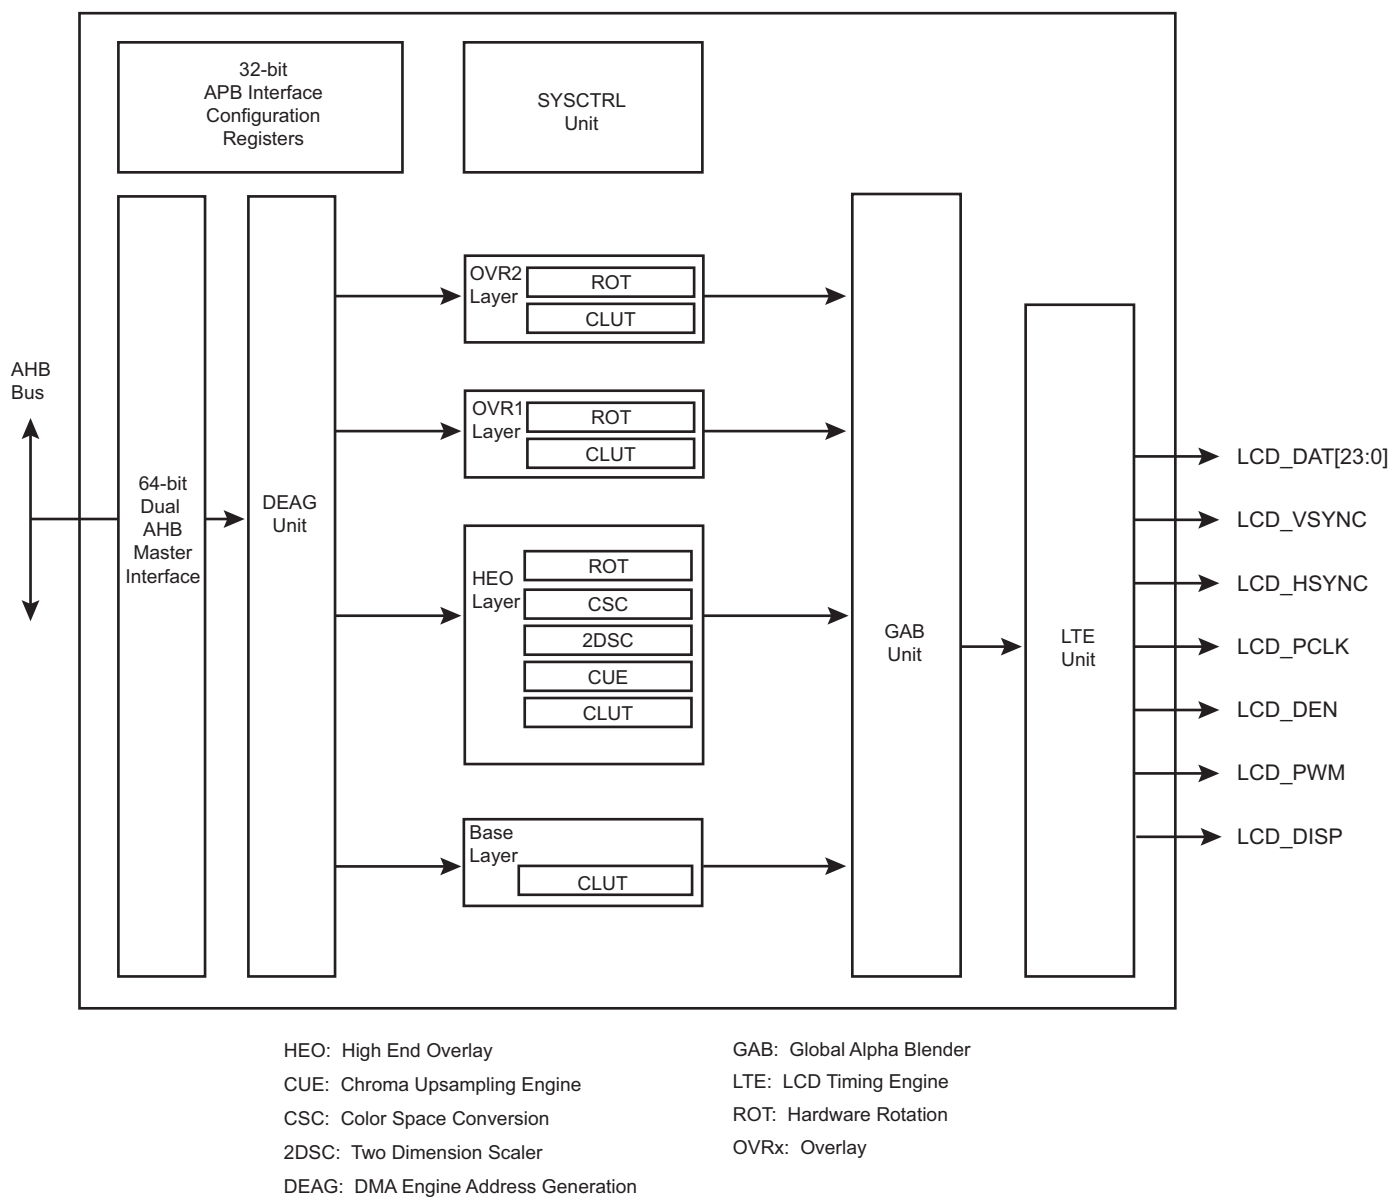 32-bit
APB Interface
Configuration
Registers
SYSCTRL
Unit
AHB
Bus
64-bit
Dual
AHB
Master
Interface
DEAG
Unit
OVR2
Layer
ROT
CLUT
OVR1
Layer
ROT
CLUT
HEO
Layer
ROT
CSC
2DSC
CUE
CLUT
Base
Layer
CLUT
GAB
Unit
LTE
Unit
LCD_DAT[23:0]
LCD_VSYNC
LCD_HSYNC
LCD_PCLK
LCD_DEN
LCD_PWM
LCD_DISP
HEO: High End Overlay
CUE: Chroma Upsampling Engine
CSC: Color Space Conversion
2DSC: Two Dimension Scaler
DEAG: DMA Engine Address Generation
GAB: Global Alpha Blender
LTE: LCD Timing Engine
ROT: Hardware Rotation
OVRx: Overlay